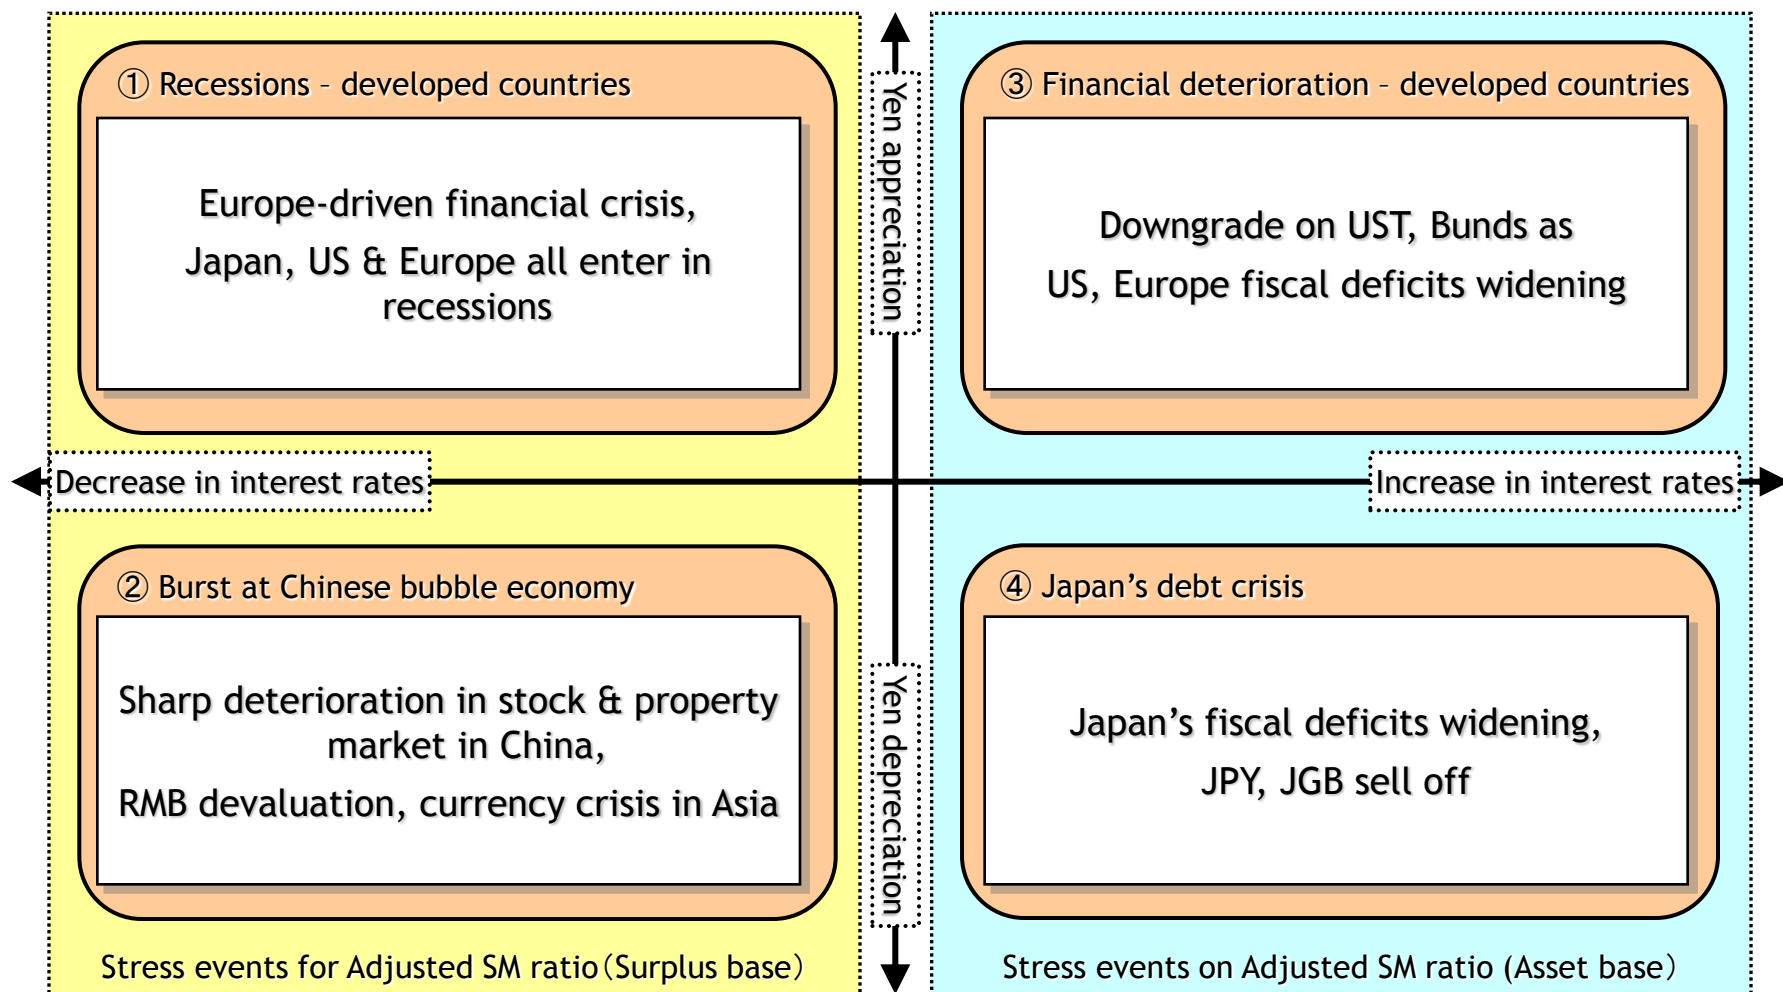 ① Recessions – developed countries
Europe-driven financial crisis,
Japan, US & Europe all enter in
recessions
Yen appreciation
③ Financial deterioration – developed countries
Downgrade on UST, Bunds as
US, Europe fiscal deficits widening
Decrease in interest rates
Increase in interest rates
② Burst at Chinese bubble economy
Sharp deterioration in stock & property
market in China,
RMB devaluation, currency crisis in Asia
Yen depreciation
④ Japan’s debt crisis
Japan’s fiscal deficits widening,
JPY, JGB sell off
Stress events for Adjusted SM ratio（Surplus base）
Stress events on Adjusted SM ratio (Asset base）